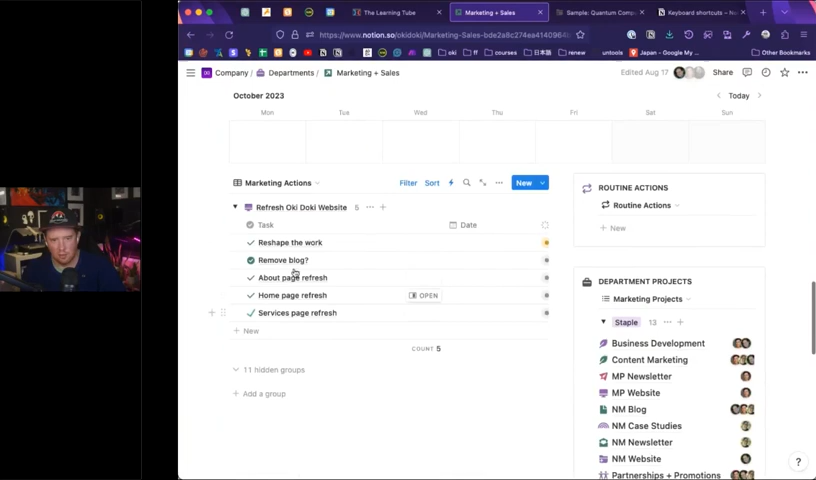 The Learning Tube
Marketing + Sales
Sample: Quantum Comp
Keyboard shortcuts – No
https://www.notion.so/okidoki/Marketing-Sales-bde2a8c274ea4140964
oki
ff
courses
日本語
renew
untools
Japan - Google My ...
Other Bookmarks
Company / Departments / Marketing + Sales
Edited Aug 17
Share
October 2023
Today
Mon Tue Wed Thu Fri Sat Sun
Marketing Actions
Filter Sort New
Refresh Oki Doki Website 5
Task Date
Reshape the work
Remove blog?
About page refresh
Home page refresh OPEN
Services page refresh
+ New
COUNT 5
11 hidden groups
+ Add a group
ROUTINE ACTIONS
Routine Actions
+ New
DEPARTMENT PROJECTS
Marketing Projects
Staple 13
Business Development
Content Marketing
MP Newsletter
MP Website
NM Blog
NM Case Studies
NM Newsletter
NM Website
Partnerships + Promotions
?